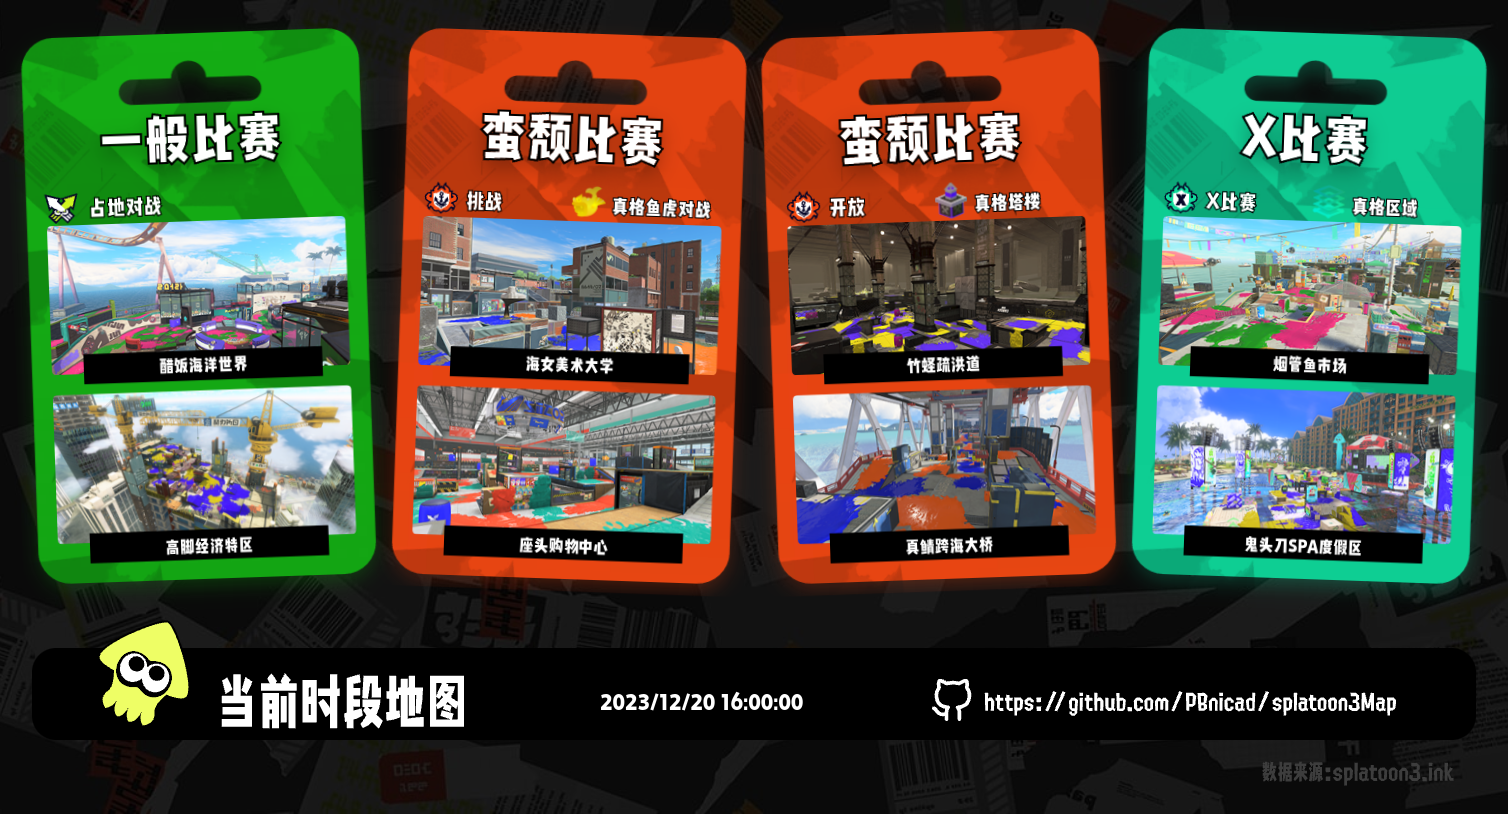 一般比赛
占地对战
醋饭海洋世界
高脚经济特区
蛮颓比赛
挑战
真格鱼虎对战
海女美术大学
座头购物中心
蛮颓比赛
开放
真格塔楼
竹蛏疏洪道
真鲭跨海大桥
X比赛
X比赛
真格区域
烟管鱼市场
鬼头刀SPA度假区
当前时段地图
2023/12/20 16:00:00
https://github.com/PBnicad/splatoon3Map
数据来源:splatoon3.ink